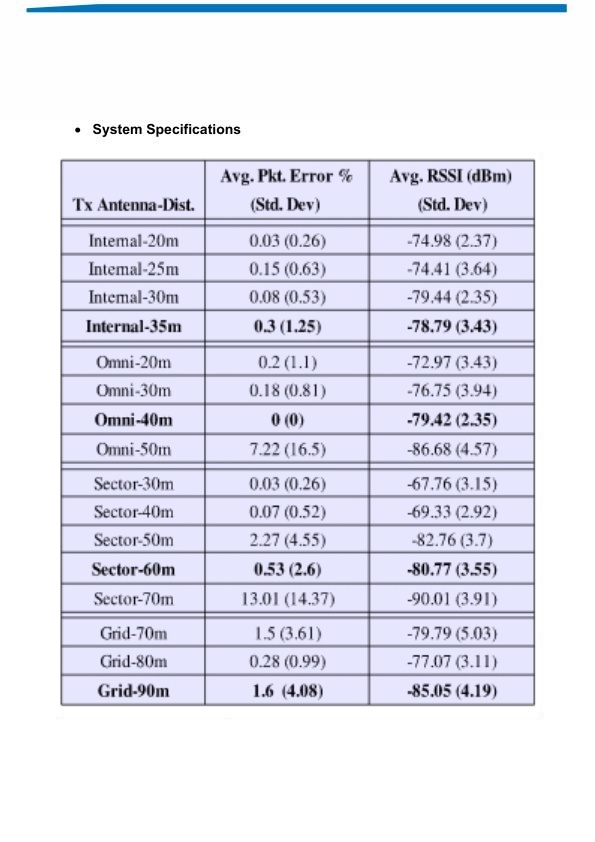 • System Specifications
Avg. Pkt. Error % Avg. RSSI (dBm)
Tx Antenna-Dist. (Std. Dev) (Std. Dev)
Internal-20m 0.03 (0.26) -74.98 (2.37)
Internal-25m 0.15 (0.63) -74.41 (3.64)
Internal-30m 0.08 (0.53) -79.44 (2.35)
Internal-35m 0.3 (1.25) -78.79 (3.43)
Omni-20m 0.2 (1.1) -72.97 (3.43)
Omni-30m 0.18 (0.81) -76.75 (3.94)
Omni-40m 0 (0) -79.42 (2.35)
Omni-50m 7.22 (16.5) -86.68 (4.57)
Sector-30m 0.03 (0.26) -67.76 (3.15)
Sector-40m 0.07 (0.52) -69.33 (2.92)
Sector-50m 2.27 (4.55) -82.76 (3.7)
Sector-60m 0.53 (2.6) -80.77 (3.55)
Sector-70m 13.01 (14.37) -90.01 (3.91)
Grid-70m 1.5 (3.61) -79.79 (5.03)
Grid-80m 0.28 (0.99) -77.07 (3.11)
Grid-90m 1.6 (4.08) -85.05 (4.19)